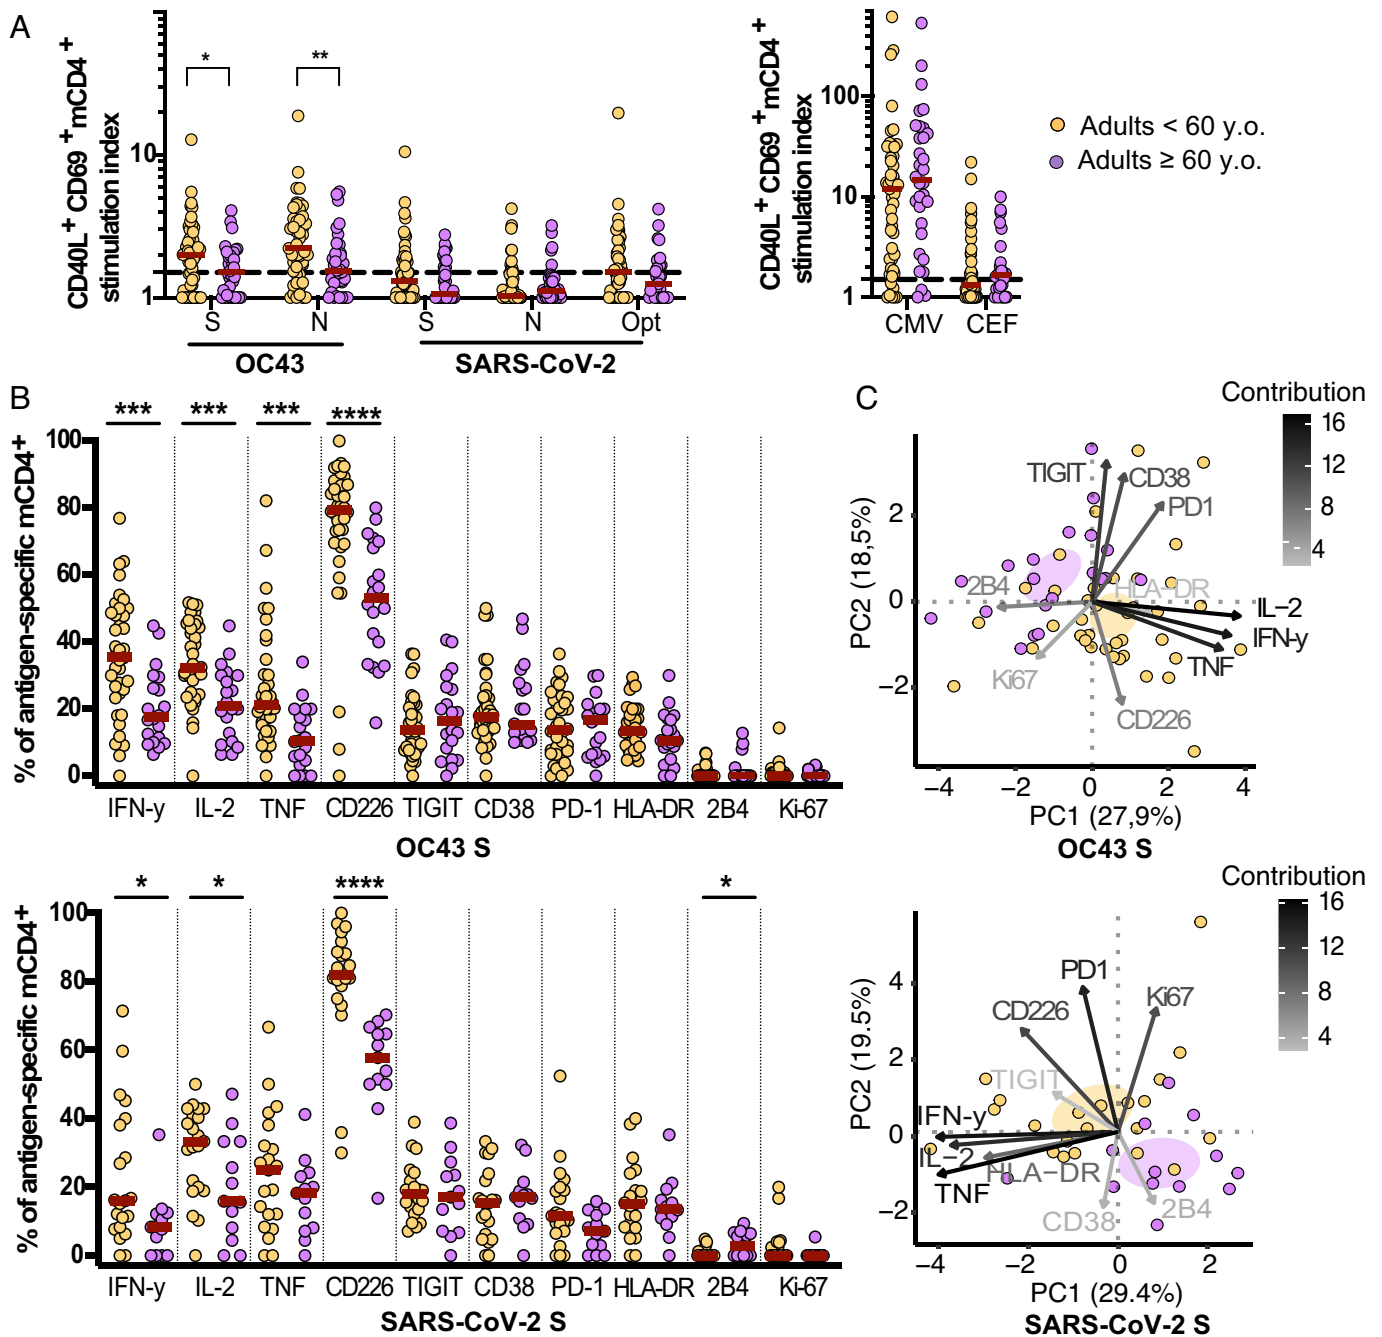 A
CD40L+ CD69 +mCD4 +
stimulation index
10
1
*
**
S
N
S
N
Opt
OC43
SARS-CoV-2
CD40L+ CD69 +mCD4 +
stimulation index
100
10
1
CMV
CEF
Adults < 60 y.o.
Adults ≥ 60 y.o.
B
% of antigen-specific mCD4+
100
80
60
40
20
0
*** *** *** ****
IFN-y IL-2 TNF CD226 TIGIT CD38 PD-1 HLA-DR 2B4 Ki-67
OC43 S
% of antigen-specific mCD4+
100
80
60
40
20
0
* * **** *
IFN-y IL-2 TNF CD226 TIGIT CD38 PD-1 HLA-DR 2B4 Ki-67
SARS-CoV-2 S
C
Contribution
16
12
8
4
PC2 (18,5%)
2
0
−2
TIGIT
CD38
PD1
2B4
HLA−DR
IL−2
IFN-y
TNF
Ki67
CD226
−4 −2 0 2 4
PC1 (27,9%)
OC43 S
Contribution
16
12
8
4
PC2 (19.5%)
4
2
0
−2
PD1
Ki67
CD226
TIGIT
IFN-y
IL−2
HLA−DR
TNF
CD38
2B4
−4 −2 0 2
PC1 (29.4%)
SARS-CoV-2 S